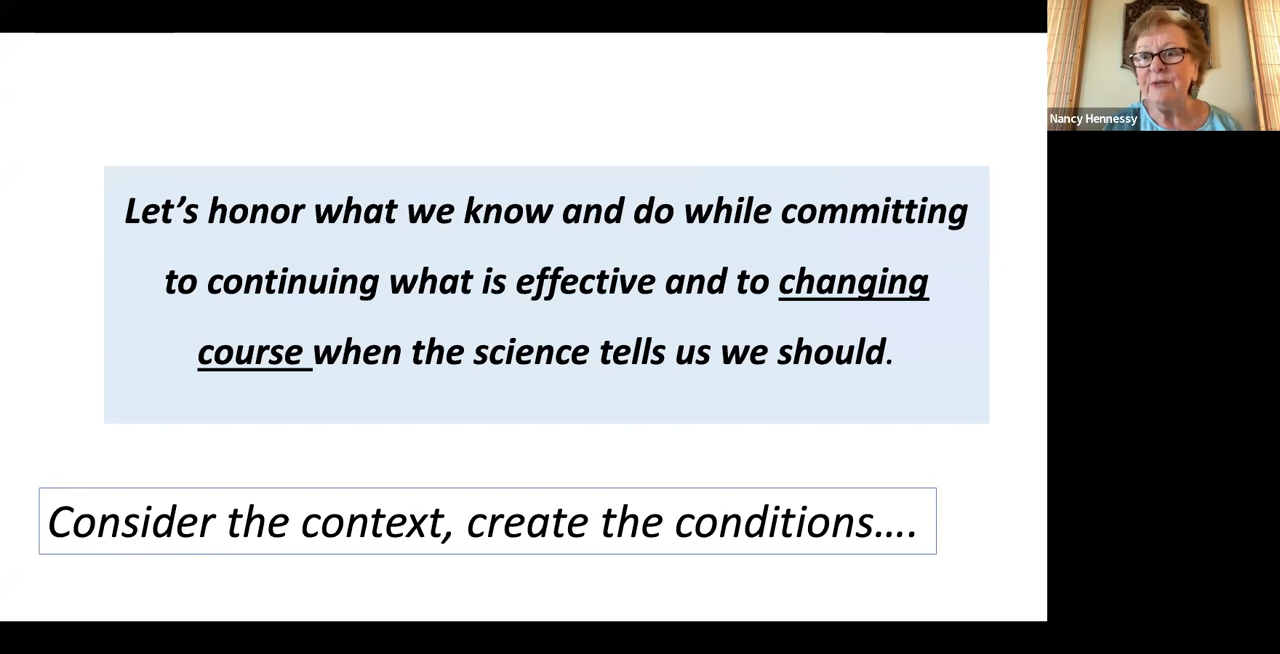 Let’s honor what we know and do while committing
to continuing what is effective and to changing
course when the science tells us we should.
Consider the context, create the conditions....
Nancy Hennessy